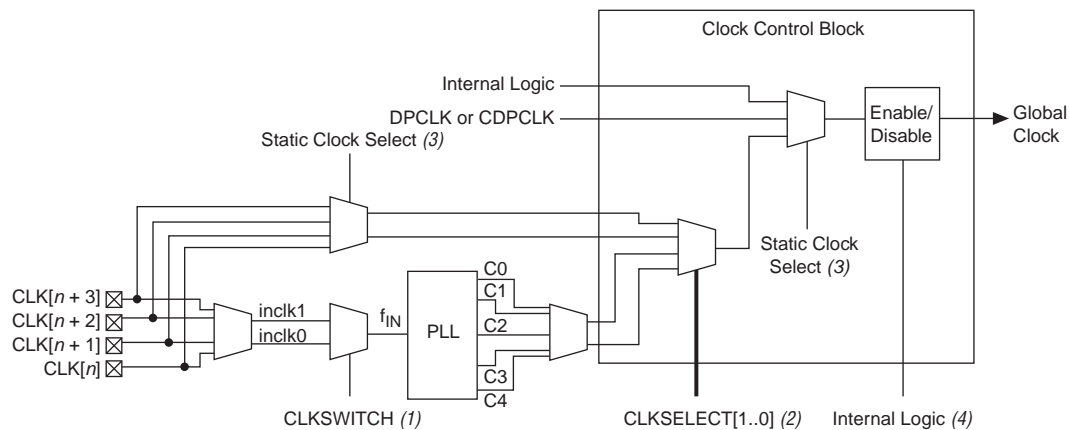 Clock Control Block
Internal Logic
DPCLK or CDPCLK
Enable/
Disable
Global
Clock
Static Clock Select (3)
Static Clock
Select (3)
CLK[n + 3]
CLK[n + 2]
CLK[n + 1]
CLK[n]
inclk1
inclk0
fIN
PLL
C0
C1
C2
C3
C4
CLKSWITCH (1)
CLKSELECT[1..0] (2)
Internal Logic (4)